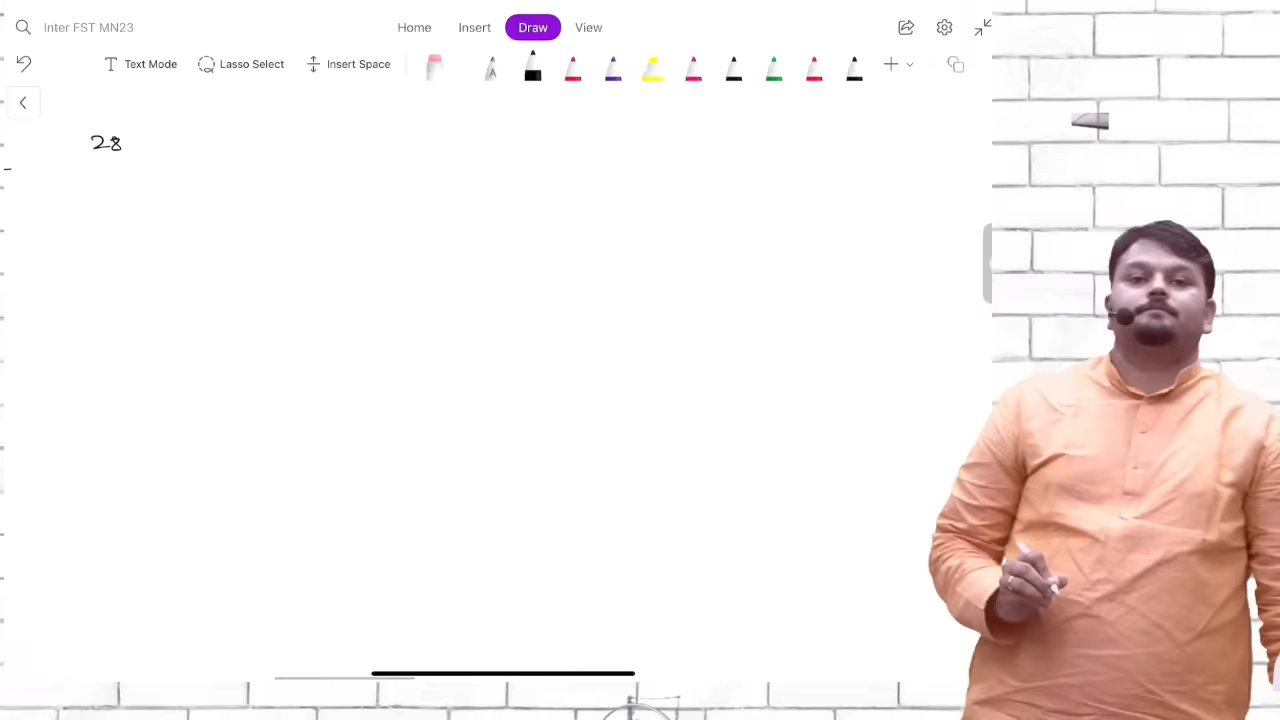 Inter FST MN23
Home Insert Draw View
Text Mode Lasso Select Insert Space
A
28